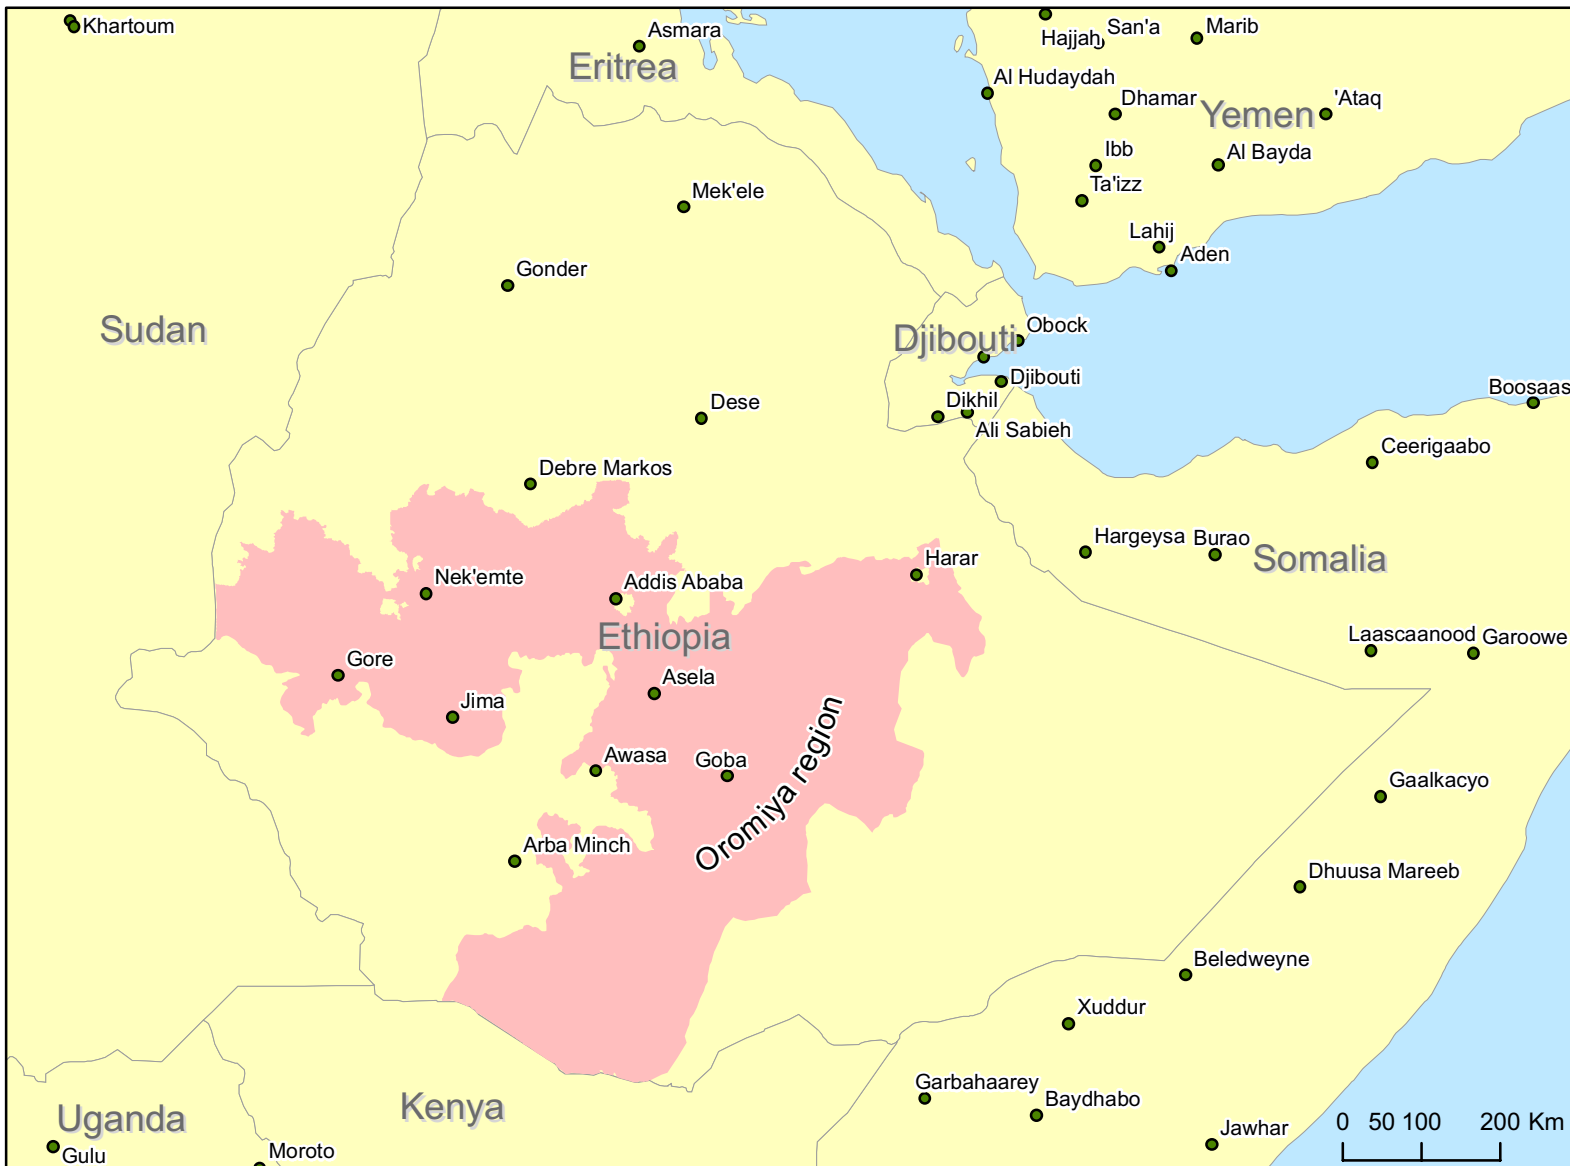 Khartoum
Asmara
Eritrea
Hajjah
San'a
Marib
Al Hudaydah
Dhamar
Yemen
'Ataq
Ibb
Al Bayda
Ta'izz
Mek'ele
Lahij
Aden
Gonder
Sudan
Djibouti
Obock
Djibouti
Dikhil
Ali Sabieh
Boosaas
Dese
Ceerigaabo
Debre Markos
Hargeysa
Burao
Somalia
Harar
Nek'emte
Addis Ababa
Ethiopia
Laascaanood
Garoowe
Gore
Asela
Jima
Oromiya region
Awasa
Goba
Gaalkacyo
Arba Minch
Dhuusa Mareeb
Beledweyne
Xuddur
Garbahaarey
Baydhabo
Kenya
Uganda
Jawhar
0 50 100 200 Km
Gulu
Moroto